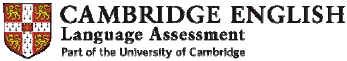 CAMBRIDGE ENGLISH
Language Assessment
Part of the University of Cambridge